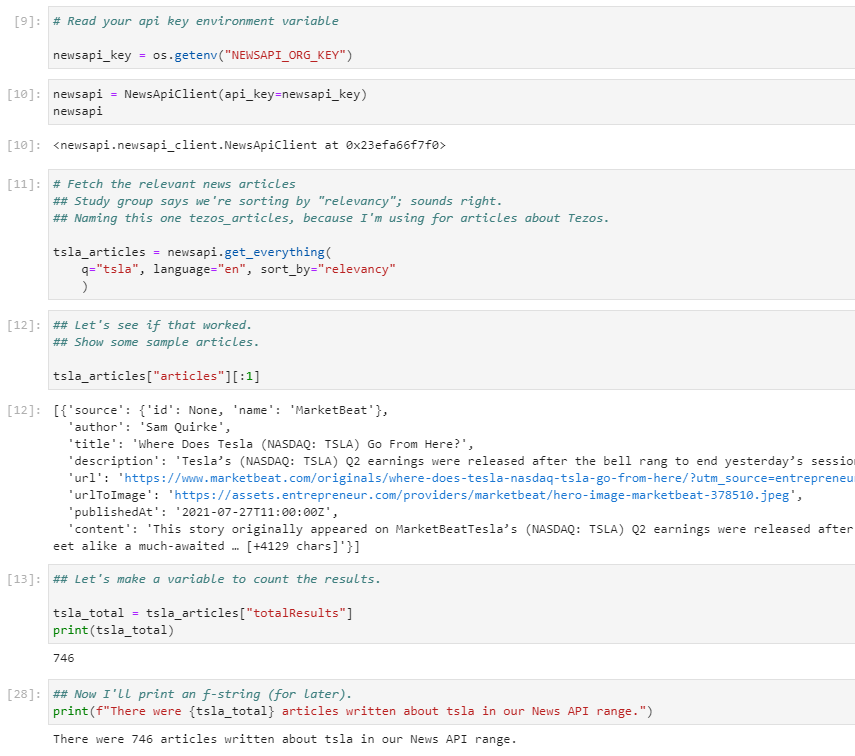 [9]: # Read your api key environment variable
newsapi_key = os.getenv("NEWSAPI_ORG_KEY")
[10]: newsapi = NewsApiClient(api_key=newsapi_key)
newsapi
[10]: <newsapi.newsapi_client.NewsApiClient at 0x23efa66f7f0>
[11]: # Fetch the relevant news articles
## Study group says we're sorting by "relevancy"; sounds right.
## Naming this one tezos_articles, because I'm using for articles about Tezos.
tsla_articles = newsapi.get_everything(
q="tsla", language="en", sort_by="relevancy"
)
[12]: ## Let's see if that worked.
## Show some sample articles.
tsla_articles["articles"][:1]
[12]: [{'source': {'id': None, 'name': 'MarketBeat'},
'author': 'Sam Quirke',
'title': 'Where Does Tesla (NASDAQ: TSLA) Go From Here?',
'description': 'Tesla’s (NASDAQ: TSLA) Q2 earnings were released after the bell rang to end yesterday’s session
'url': 'https://www.marketbeat.com/originals/where-does-tesla-nasdaq-tsla-go-from-here/?utm_source=entrepreneur
'urlToImage': 'https://assets.entrepreneur.com/providers/marketbeat/hero-image-marketbeat-378510.jpeg',
'publishedAt': '2021-07-27T11:00:00Z',
'content': 'This story originally appeared on MarketBeatTesla’s (NASDAQ: TSLA) Q2 earnings were released after
eet alike a much-awaited … [+4129 chars]'}]
[13]: ## Let's make a variable to count the results.
tsla_total = tsla_articles["totalResults"]
print(tsla_total)
746
[28]: ## Now I'll print an f-string (for later).
print(f"There were {tsla_total} articles written about tsla in our News API range.")
There were 746 articles written about tsla in our News API range.